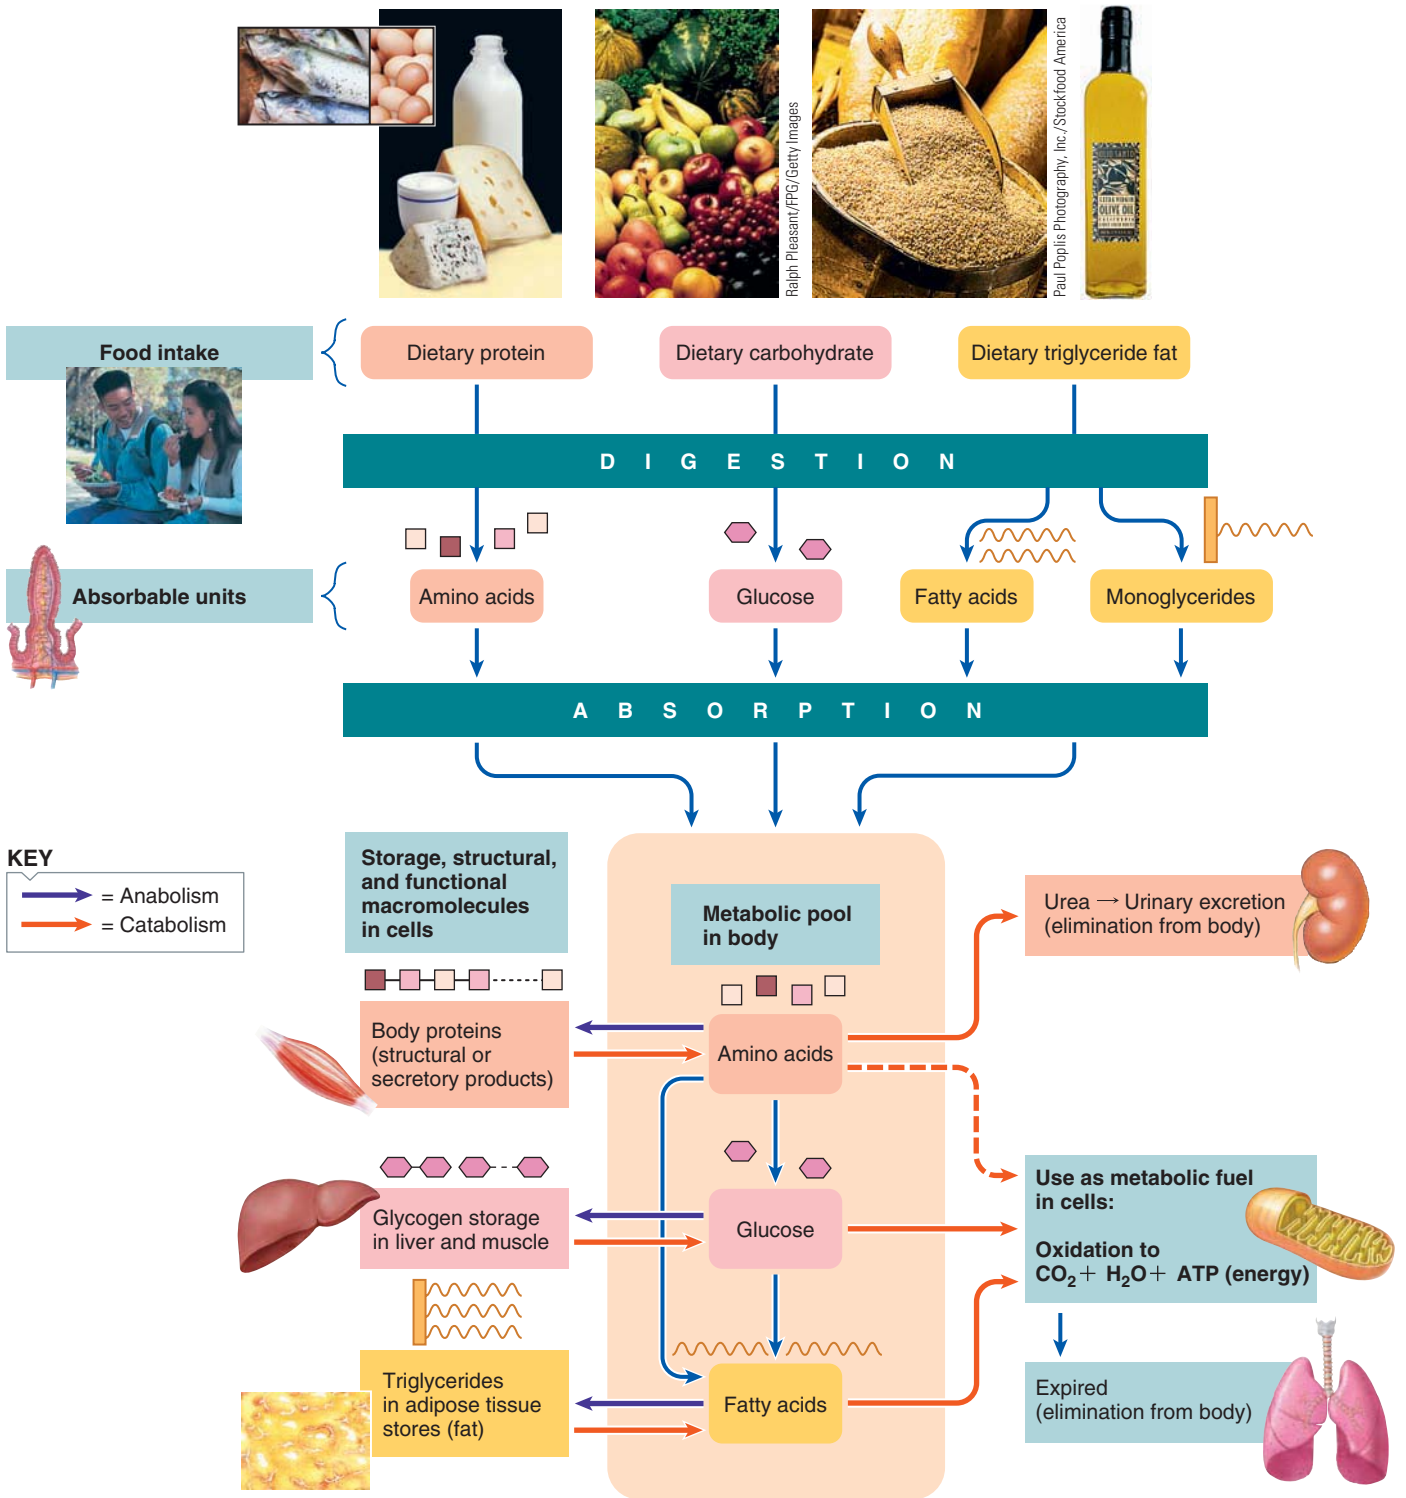 Ralph Pleasant/FPG/Getty Images
Paul Poplis Photography, Inc./Stockfood America
OLIVE OIL
Food intake
Dietary protein
Dietary carbohydrate
Dietary triglyceride fat
DIGESTION
Absorbable units
Amino acids
Glucose
Fatty acids
Monoglycerides
ABSORPTION
KEY
= Anabolism
= Catabolism
Storage, structural,
and functional
macromolecules
in cells
Metabolic pool
in body
Urea → Urinary excretion
(elimination from body)
Body proteins
(structural or
secretory products)
Amino acids
Glycogen storage
in liver and muscle
Glucose
Use as metabolic fuel
in cells:
Oxidation to
CO₂ + H₂O + ATP (energy)
Triglycerides
in adipose tissue
stores (fat)
Fatty acids
Expired
(elimination from body)